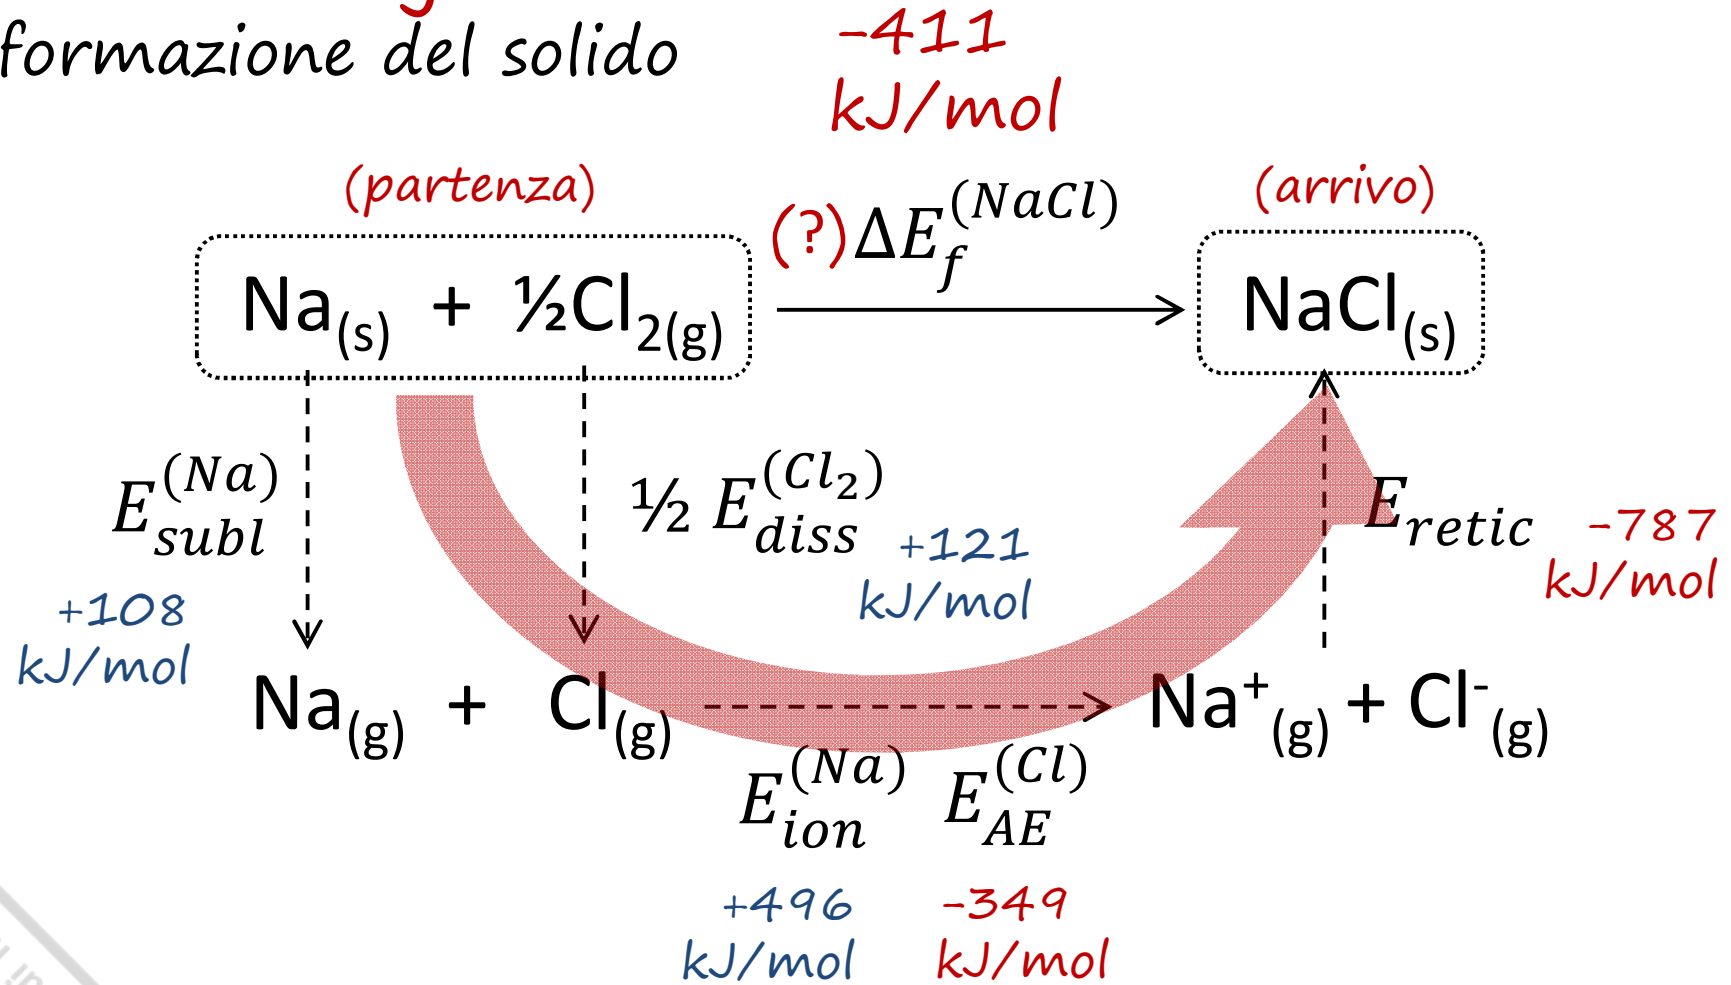 formazione del solido
-411
kJ/mol
(partenza)
(?) ΔE_f^(NaCl)
(arrivo)
Na(s) + ½Cl2(g)
NaCl(s)
E_subl^(Na)
½ E_diss^(Cl₂)
E_retic
+121
kJ/mol
-787
kJ/mol
+108
kJ/mol
Na(g) + Cl(g)
Na⁺(g) + Cl⁻(g)
E_ion^(Na) E_AE^(Cl)
+496
kJ/mol
-349
kJ/mol